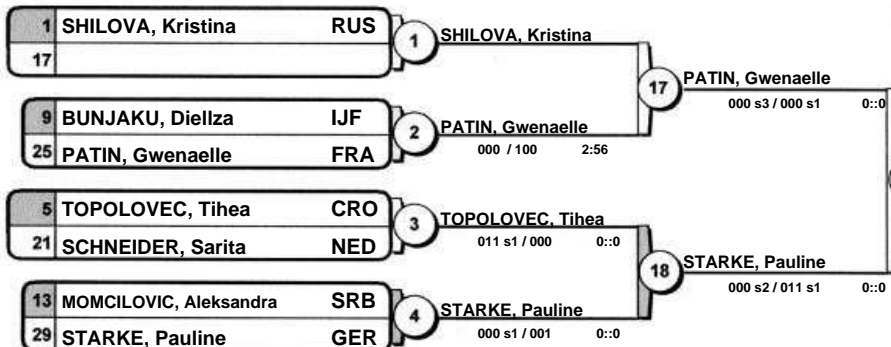 1 SHILOVA, Kristina RUS
17
1 SHILOVA, Kristina
9 BUNJAKU, Diellza IJF
25 PATIN, Gwenaelle FRA
2 PATIN, Gwenaelle
000 / 100 2:56
17 PATIN, Gwenaelle
000 s3 / 000 s1 0::0
5 TOPOLOVEC, Tihea CRO
21 SCHNEIDER, Sarita NED
3 TOPOLOVEC, Tihea
011 s1 / 000 0::0
13 MOMCILOVIC, Aleksandra SRB
29 STARKE, Pauline GER
4 STARKE, Pauline
000 s1 / 001 0::0
18 STARKE, Pauline
000 s2 / 011 s1 0::0